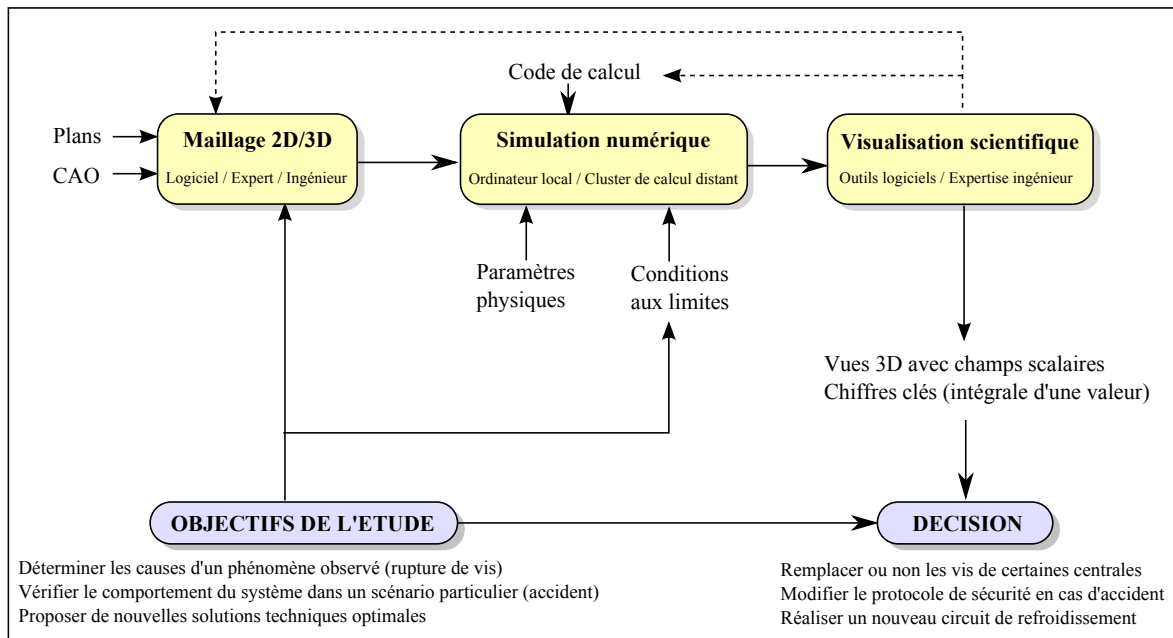 Code de calcul
Plans
CAO
Maillage 2D/3D
Logiciel / Expert / Ingénieur
Simulation numérique
Ordinateur local / Cluster de calcul distant
Visualisation scientifique
Outils logiciels / Expertise ingénieur
Paramètres
physiques
Conditions
aux limites
Vues 3D avec champs scalaires
Chiffres clés (intégrale d'une valeur)
OBJECTIFS DE L'ETUDE
DECISION
Déterminer les causes d'un phénomène observé (rupture de vis)
Vérifier le comportement du système dans un scénario particulier (accident)
Proposer de nouvelles solutions techniques optimales
Remplacer ou non les vis de certaines centrales
Modifier le protocole de sécurité en cas d'accident
Réaliser un nouveau circuit de refroidissement